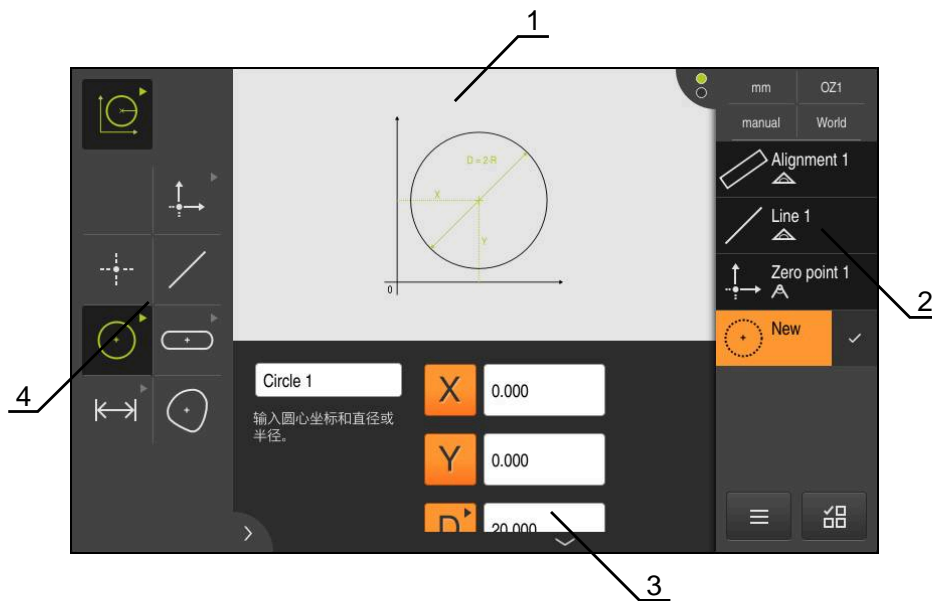 1
mm
OZ1
manual
World
D = 2 R
X
Y
0
Alignment 1
Line 1
Zero point 1
New
2
4
Circle 1
输入圆心坐标和直径或
半径。
X
0.000
Y
0.000
D
20.000
3